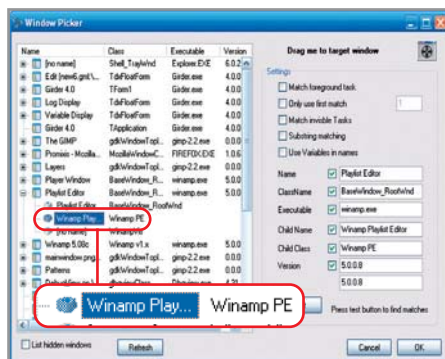 Window Picker
Name Class Executable Version
[no name] Shell_TrayWnd Explorer.EXE 6.0.2
Edit [new6.gml:\... TdxFloatForm Girder.exe 4.0.0
Girder 4.0 TForm1 Girder.exe 4.0.0
Log Display TdxFloatForm Girder.exe 4.0.0
Variable Display TdxFloatForm Girder.exe 4.0.0
Girder 4.0 TApplication Girder.exe 4.0.0
The GIMP gdkWindowTopl... gimp-2.2.exe 0.0.0
Promixis - Mozilla... MozillaWindowC... FIREFOX.EXE 1.0.6
Layers gdkWindowTopl... gimp-2.2.exe 0.0.0
Player Window BaseWindow_R... winamp.exe 5.0.0
Playlist Editor BaseWindow_R... winamp.exe 5.0.0
Playlist Editor BaseWindow_RootWnd
Winamp Play... Winamp PE
[no name]
Winamp 5.08c Winamp v1.x winamp.exe 5.0.0
mainwindow.png... gdkWindowTopl... gimp-2.2.exe 0.0.0
Patterns gdkWindowTopl... gimp-2.2.exe 0.0.0
Winamp Play... Winamp PE
List hidden windows
Refresh
Drag me to target window
Settings
Match foreground task
Only use first match 1
Match invisible Tasks
Substring matching
Use Variables in names
Name Playlist Editor
ClassName BaseWindow_RootWnd
Executable winamp.exe
Child Name Winamp Playlist Editor
Child Class Winamp PE
Version 5.0.0.8
5.0.0.8
Press test button to find matches
Cancel OK